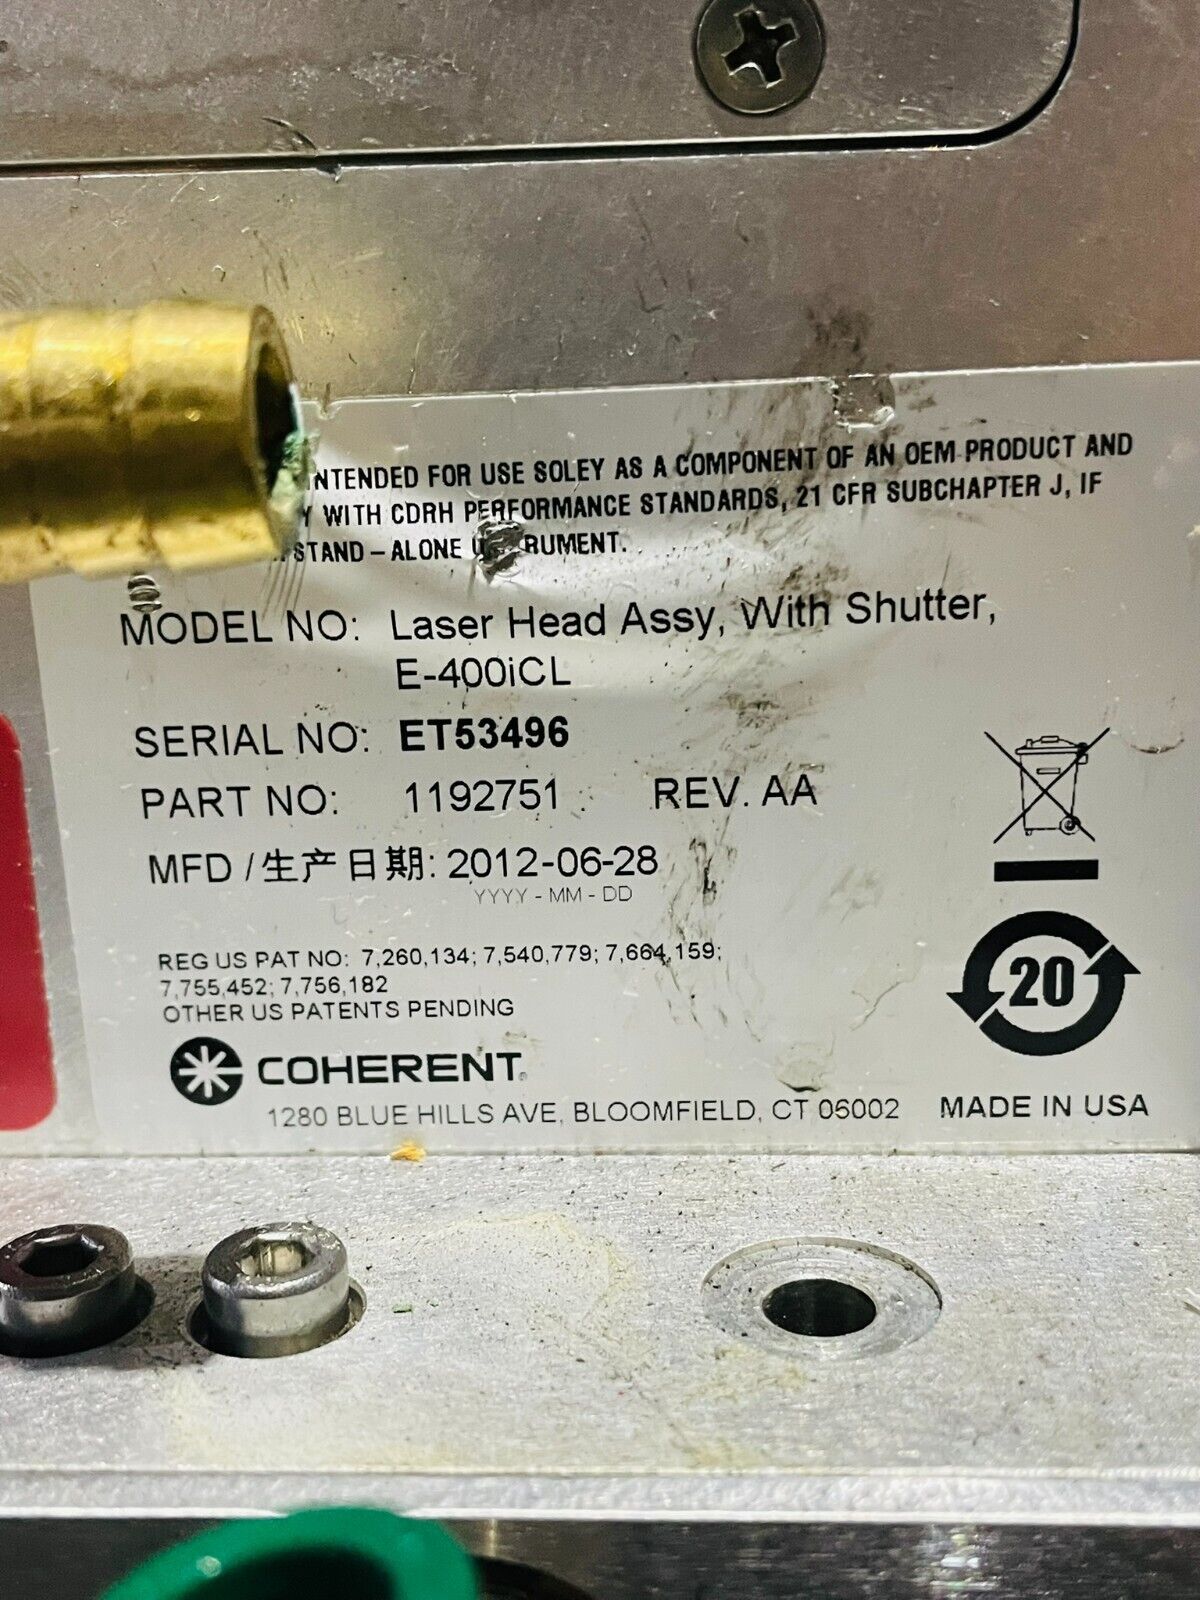 INTENDED FOR USE SOLEY AS A COMPONENT OF AN OEM PRODUCT AND
WITH CDRH PERFORMANCE STANDARDS, 21 CFR SUBCHAPTER J, IF
STAND-ALONE
MODEL NO: Laser Head Assy, With Shutter,
E-400iCL
SERIAL NO: ET53496
PART NO: 1192751 REV. AA
MFD / 生产日期: 2012-06-28
YYYY - MM - DD
REG US PAT NO: 7,260,134; 7,540,779; 7,664,159;
7,755,452; 7,756,182
OTHER US PATENTS PENDING
20
COHERENT
1280 BLUE HILLS AVE, BLOOMFIELD, CT 06002 MADE IN USA